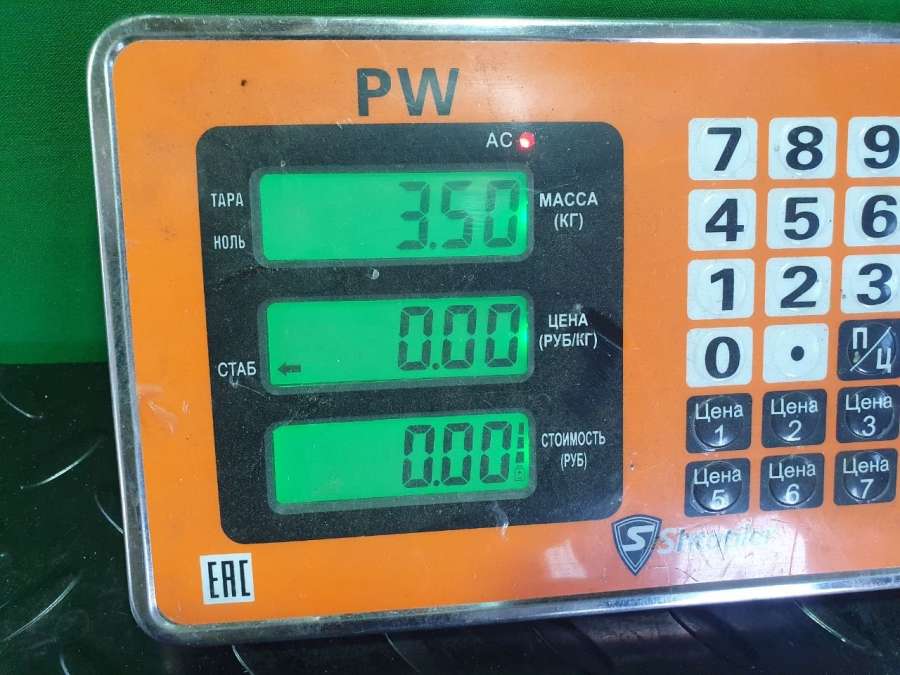 PW
AC
ТАРА
НОЛЬ
3.50
МАССА
(КГ)
СТАБ
0.00
ЦЕНА
(РУБ/КГ)
0.00
СТОИМОСТЬ
(РУБ)
7 8 9
4 5 6
1 2 3
0 . П/Ц
Цена 1
Цена 2
Цена 3
Цена 5
Цена 6
Цена 7
S
EAC